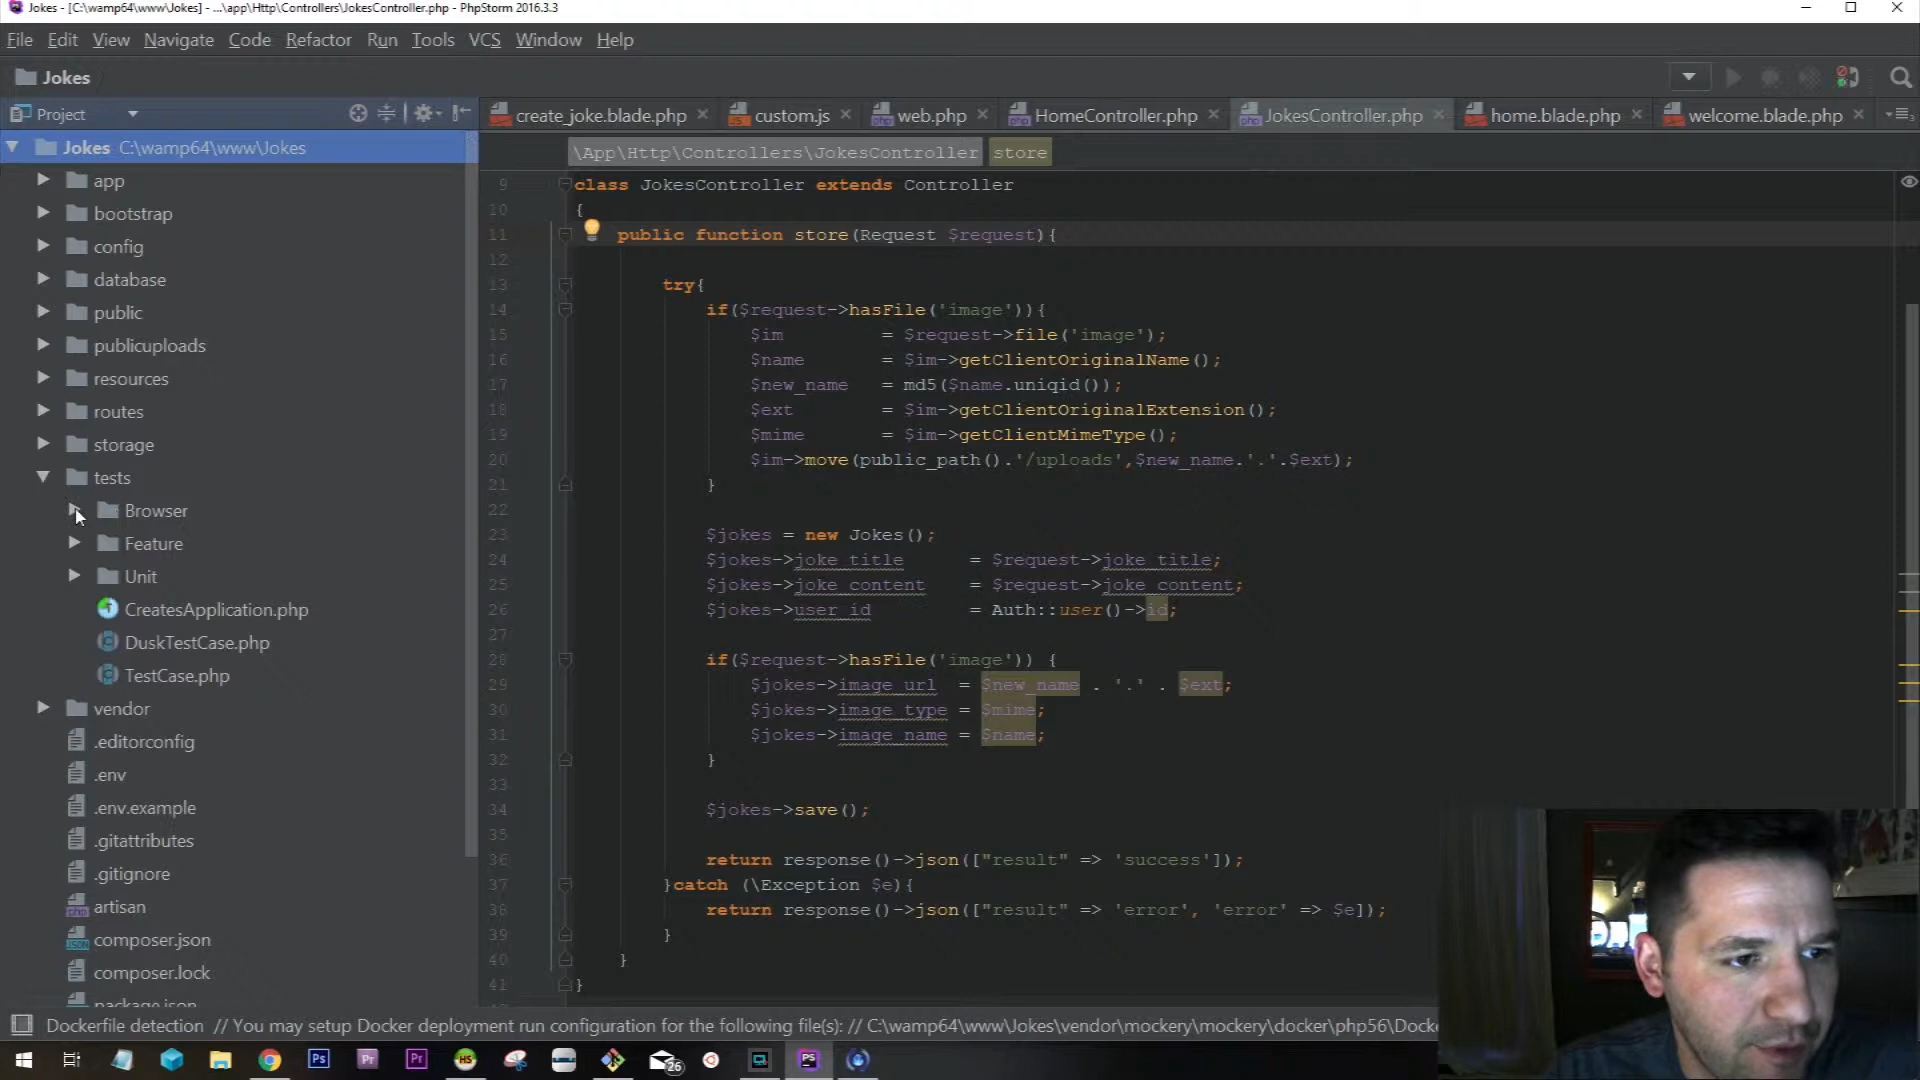 Jokes - [C:\wamp64\www\Jokes] - ...\app\Http\Controllers\JokesController.php - PhpStorm 2016.3.3
File Edit View Navigate Code Refactor Run Tools VCS Window Help
Jokes
Project
create_joke.blade.php custom.js web.php HomeController.php JokesController.php home.blade.php welcome.blade.php
\App\Http\Controllers\JokesController store
Jokes C:\wamp64\www\Jokes
app
bootstrap
config
database
public
publicuploads
resources
routes
storage
tests
Browser
Feature
Unit
CreatesApplication.php
DuskTestCase.php
TestCase.php
vendor
.editorconfig
.env
.env.example
.gitattributes
.gitignore
artisan
composer.json
composer.lock
package.json
9 class JokesController extends Controller
10 {
11 public function store(Request $request){
12
13 try{
14 if($request->hasFile('image')){
15 $im = $request->file('image');
16 $name = $im->getClientOriginalName();
17 $new_name = md5($name.uniqid());
18 $ext = $im->getClientOriginalExtension();
19 $mime = $im->getClientMimeType();
20 $im->move(public_path().'/uploads',$new_name.'.'.$ext);
21 }
22
23 $jokes = new Jokes();
24 $jokes->joke_title = $request->joke_title;
25 $jokes->joke_content = $request->joke_content;
26 $jokes->user_id = Auth::user()->id;
27
28 if($request->hasFile('image')) {
29 $jokes->image_url = $new_name . '.' . $ext;
30 $jokes->image_type = $mime;
31 $jokes->image_name = $name;
32 }
33
34 $jokes->save();
35
36 return response()->json(["result" => 'success']);
37 }catch (\Exception $e){
38 return response()->json(["result" => 'error', 'error' => $e]);
39 }
40 }
41 }
Dockerfile detection // You may setup Docker deployment run configuration for the following file(s): // C:\wamp64\www\Jokes\vendor\mockery\mockery\docker\php56\Docke
Ps Pr Pr HS 26 PS